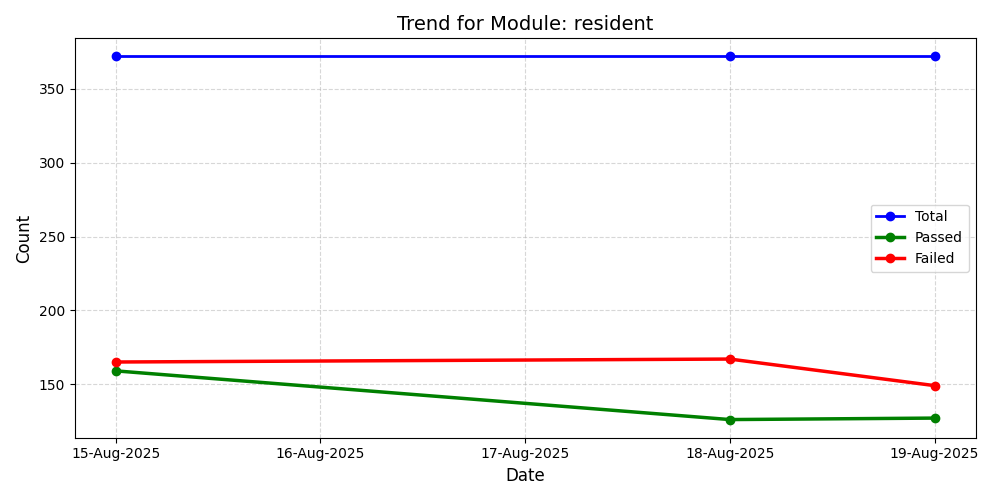 Trend for Module: resident
Count
350
300
250
200
150
Total
Passed
Failed
15-Aug-2025 16-Aug-2025 17-Aug-2025 18-Aug-2025 19-Aug-2025
Date